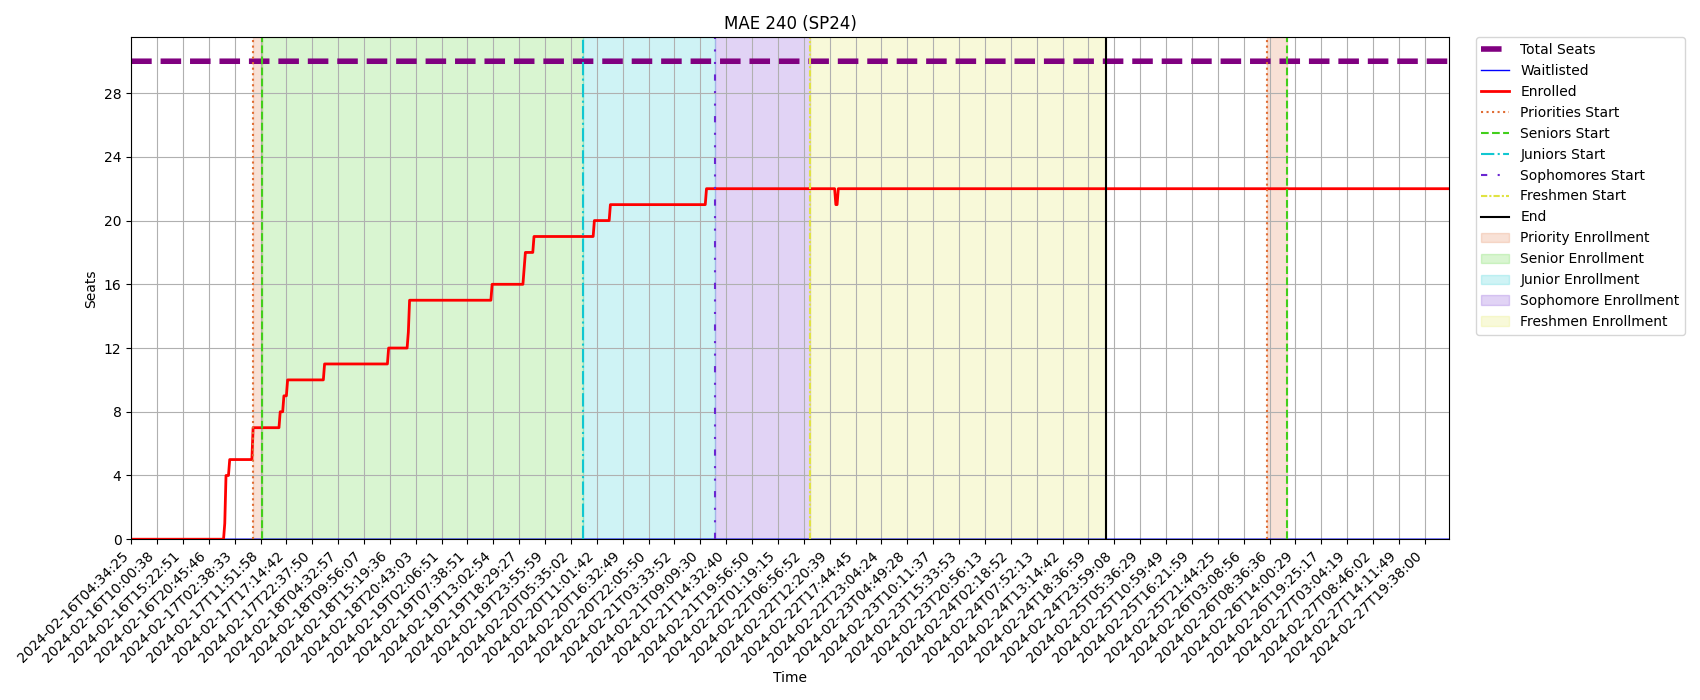 MAE 240 (SP24)
Seats
28
24
20
16
12
8
4
0
2024-02-16T04:34:25
2024-02-16T10:00:38
2024-02-16T15:22:51
2024-02-16T20:45:46
2024-02-17T02:38:33
2024-02-17T11:51:58
2024-02-17T17:14:42
2024-02-17T22:37:50
2024-02-18T04:32:57
2024-02-18T09:56:07
2024-02-18T15:19:36
2024-02-18T20:43:03
2024-02-19T02:06:51
2024-02-19T07:38:51
2024-02-19T13:02:54
2024-02-19T18:29:27
2024-02-19T23:55:59
2024-02-20T05:35:02
2024-02-20T11:01:42
2024-02-20T16:32:49
2024-02-20T22:05:50
2024-02-21T03:33:52
2024-02-21T09:09:30
2024-02-21T14:32:40
2024-02-21T19:56:50
2024-02-22T01:19:15
2024-02-22T06:56:52
2024-02-22T12:20:39
2024-02-22T17:44:45
2024-02-22T23:04:24
2024-02-23T04:49:28
2024-02-23T10:11:37
2024-02-23T15:33:53
2024-02-23T20:56:13
2024-02-24T02:18:52
2024-02-24T07:52:13
2024-02-24T13:14:42
2024-02-24T18:36:59
2024-02-24T23:59:08
2024-02-25T05:36:29
2024-02-25T10:59:49
2024-02-25T16:21:59
2024-02-25T21:44:25
2024-02-26T03:08:56
2024-02-26T08:36:36
2024-02-26T14:00:29
2024-02-26T19:25:17
2024-02-27T03:04:19
2024-02-27T08:46:02
2024-02-27T14:11:49
2024-02-27T19:38:00
Time
Total Seats
Waitlisted
Enrolled
Priorities Start
Seniors Start
Juniors Start
Sophomores Start
Freshmen Start
End
Priority Enrollment
Senior Enrollment
Junior Enrollment
Sophomore Enrollment
Freshmen Enrollment